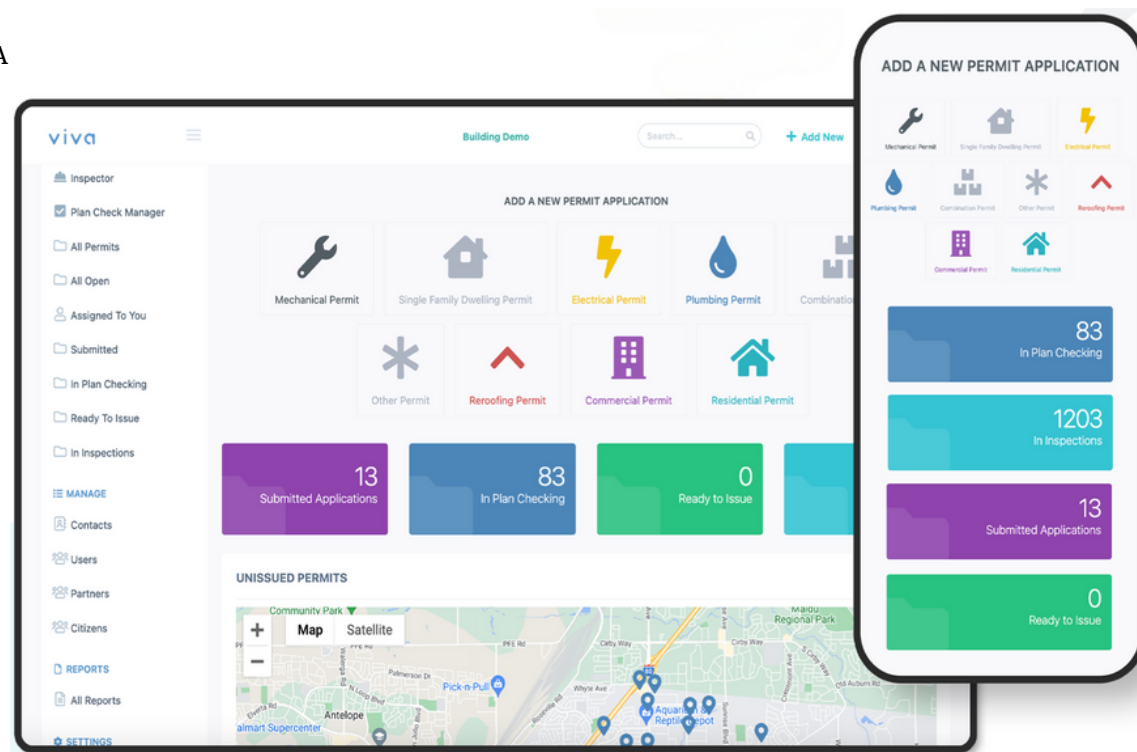 A
viva
Building Demo
Search...
+ Add New
Inspector
Plan Check Manager
All Permits
All Open
Assigned To You
Submitted
In Plan Checking
Ready To Issue
In Inspections
MANAGE
Contacts
Users
Partners
Citizens
REPORTS
All Reports
SETTINGS
ADD A NEW PERMIT APPLICATION
Mechanical Permit
Single Family Dwelling Permit
Electrical Permit
Plumbing Permit
Combination
Other Permit
Reroofing Permit
Commercial Permit
Residential Permit
13
Submitted Applications
83
In Plan Checking
0
Ready to Issue
UNISSUED PERMITS
Community Park
Map
Satellite
PFE Rd
PFE Rd
Cirby Way
Cirby Way
Maidu
Regional Park
Palmerson Dr
Pick-n-Pull
Whyte Ave
Antelope
Elverta Rd
almart Supercenter
Old Auburn Rd
ADD A NEW PERMIT APPLICATION
Mechanical Permit
Single Family Dwelling Permit
Electrical Permit
Plumbing Permit
Combination Permit
Other Permit
Reroofing Permit
Commercial Permit
Residential Permit
83
In Plan Checking
1203
In Inspections
13
Submitted Applications
0
Ready to Issue